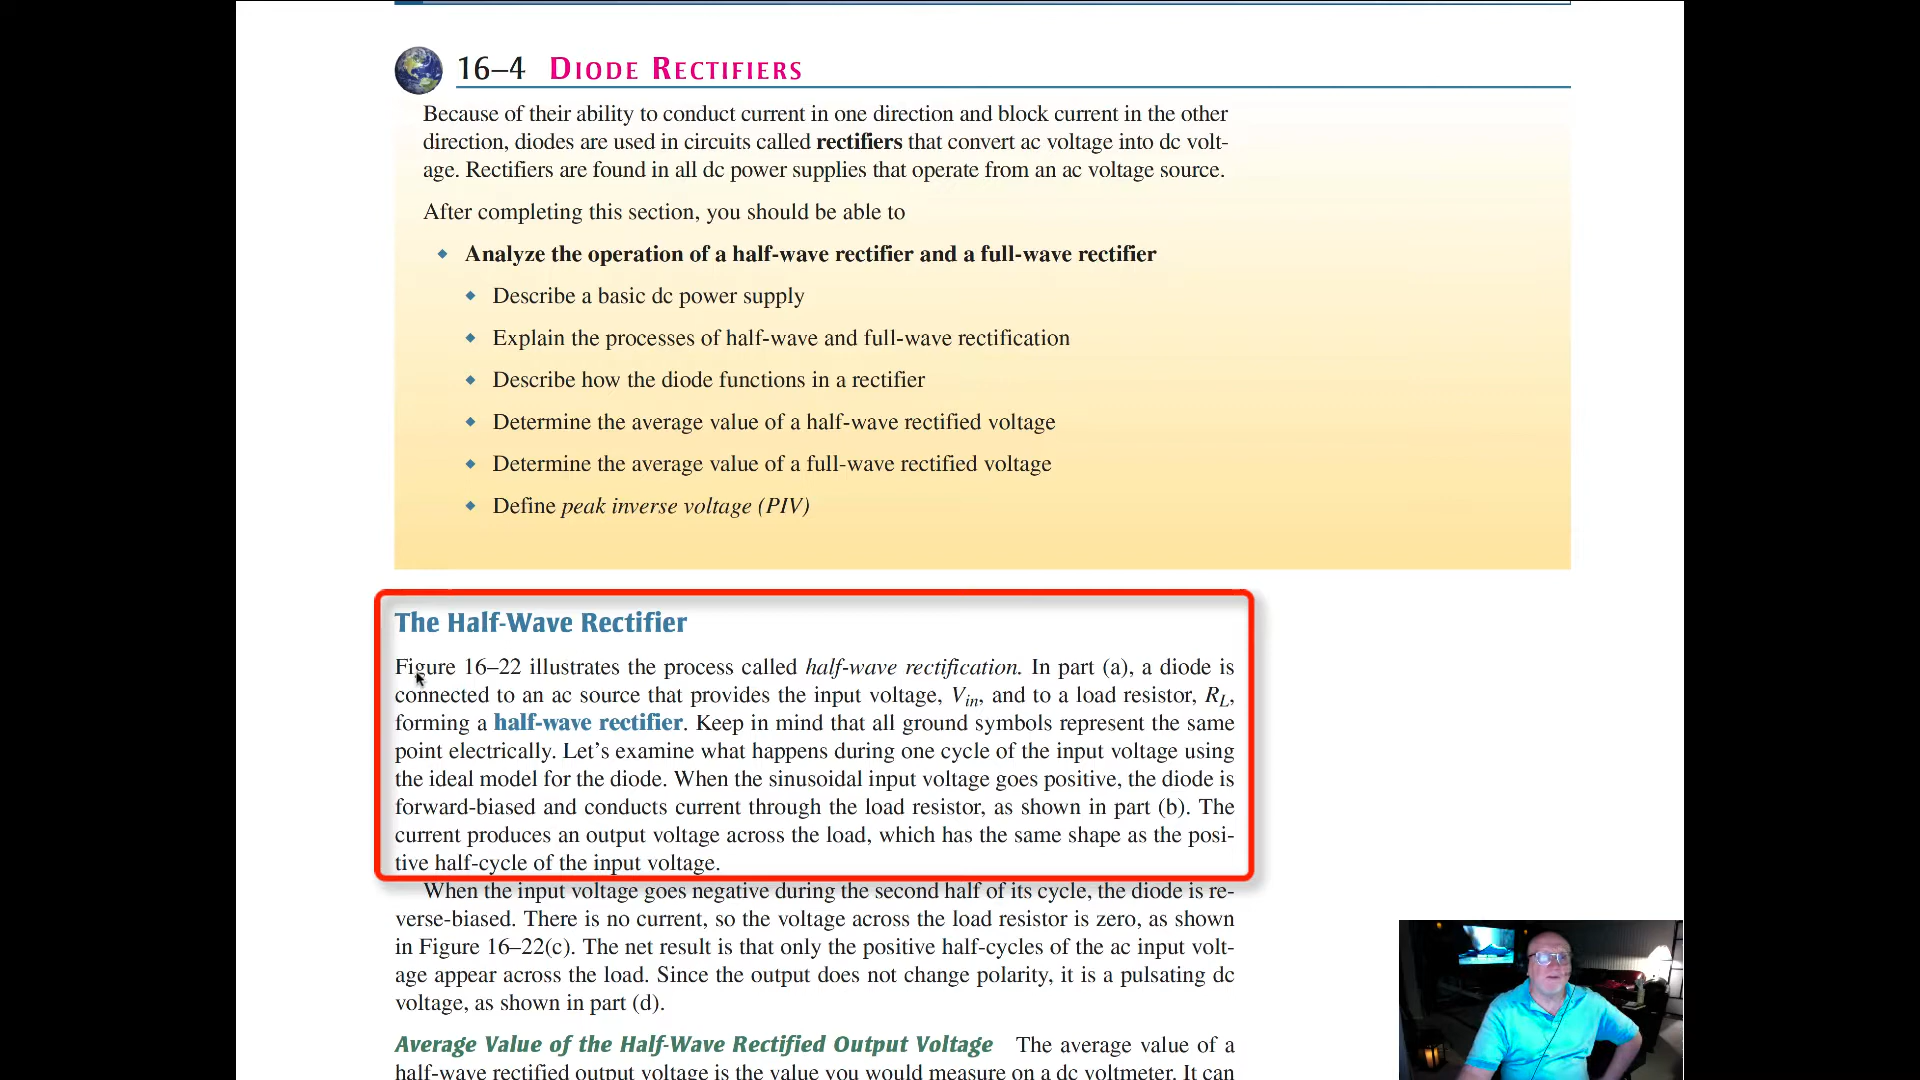 16–4 DIODE RECTIFIERS
Because of their ability to conduct current in one direction and block current in the other
direction, diodes are used in circuits called rectifiers that convert ac voltage into dc volt-
age. Rectifiers are found in all dc power supplies that operate from an ac voltage source.
After completing this section, you should be able to
◆ Analyze the operation of a half-wave rectifier and a full-wave rectifier
◆ Describe a basic dc power supply
◆ Explain the processes of half-wave and full-wave rectification
◆ Describe how the diode functions in a rectifier
◆ Determine the average value of a half-wave rectified voltage
◆ Determine the average value of a full-wave rectified voltage
◆ Define peak inverse voltage (PIV)
The Half-Wave Rectifier
Figure 16–22 illustrates the process called half-wave rectification. In part (a), a diode is
connected to an ac source that provides the input voltage, Vin, and to a load resistor, RL,
forming a half-wave rectifier. Keep in mind that all ground symbols represent the same
point electrically. Let's examine what happens during one cycle of the input voltage using
the ideal model for the diode. When the sinusoidal input voltage goes positive, the diode is
forward-biased and conducts current through the load resistor, as shown in part (b). The
current produces an output voltage across the load, which has the same shape as the posi-
tive half-cycle of the input voltage.
When the input voltage goes negative during the second half of its cycle, the diode is re-
verse-biased. There is no current, so the voltage across the load resistor is zero, as shown
in Figure 16–22(c). The net result is that only the positive half-cycles of the ac input volt-
age appear across the load. Since the output does not change polarity, it is a pulsating dc
voltage, as shown in part (d).
Average Value of the Half-Wave Rectified Output Voltage The average value of a
half-wave rectified output voltage is the value you would measure on a dc voltmeter. It can